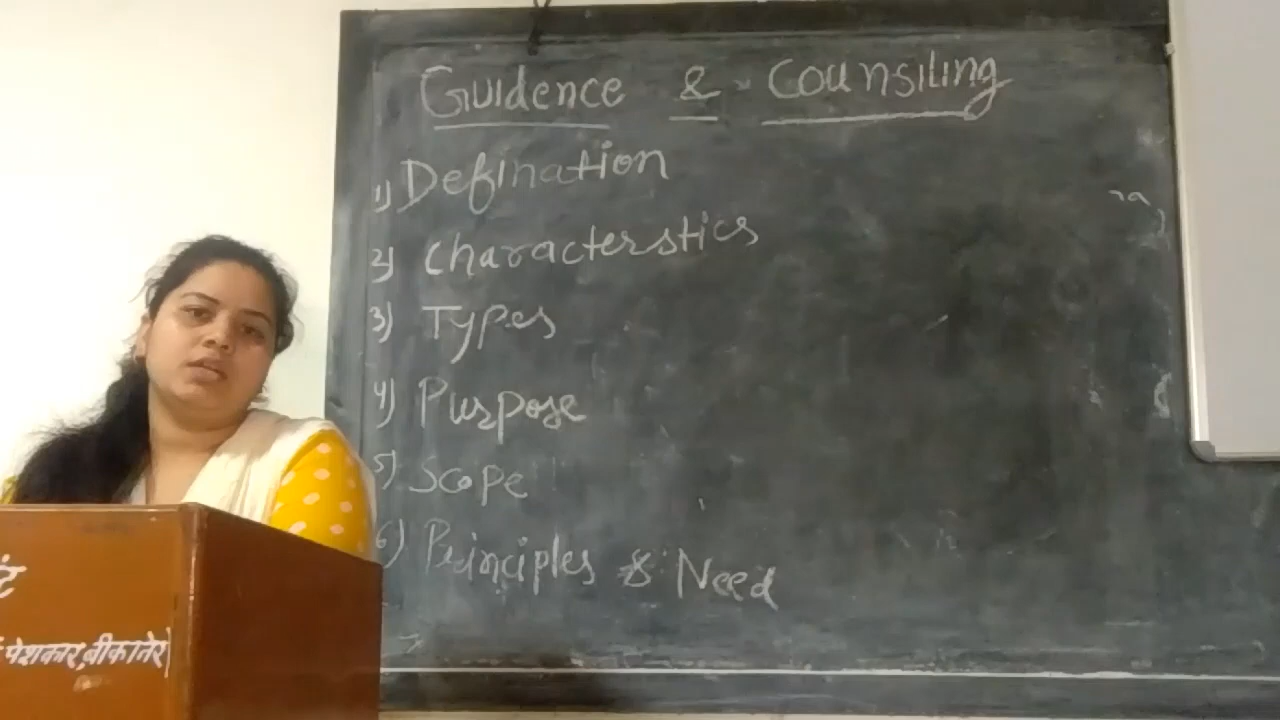 Guidence & Counsiling
1) Defination
2) Characterstics
3) Types
4) Purpose
5) Scope
6) Principles & Need
पेशकार, बीकानेर